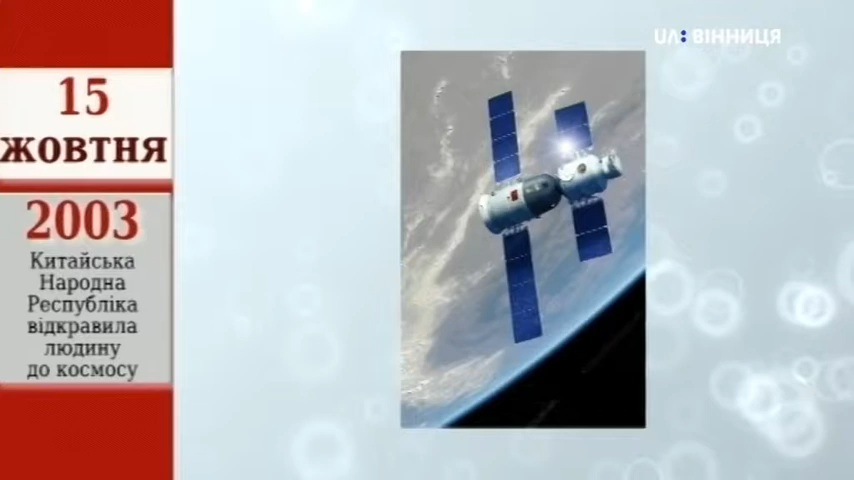 UA: ВІННИЦЯ
15
ЖОВТНЯ
2003
Китайська
Народна
Республіка
відкравила
людину
до космосу